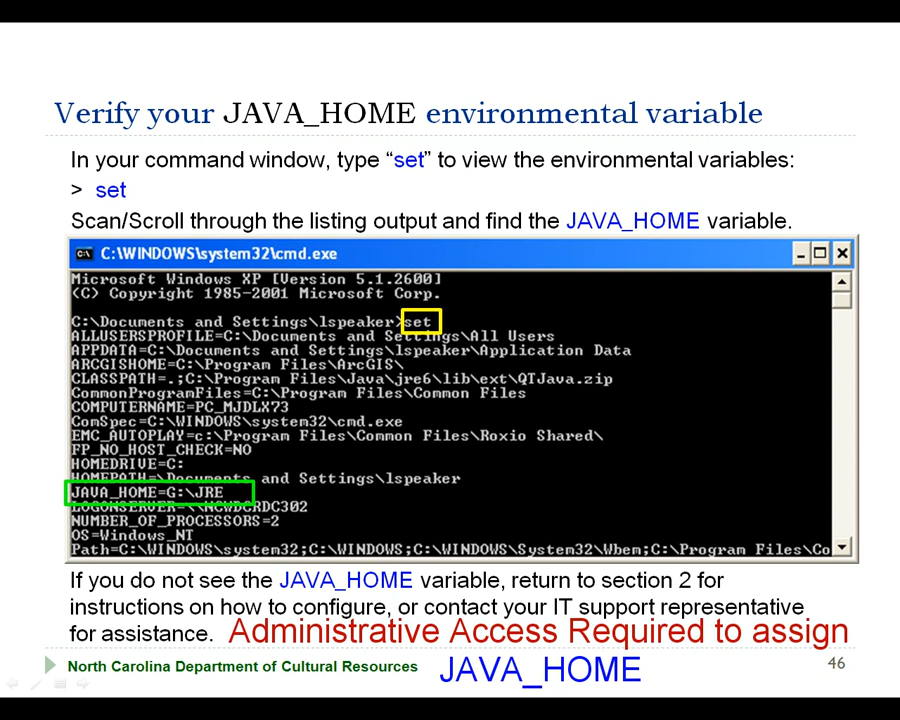 Verify your JAVA_HOME environmental variable
In your command window, type “set” to view the environmental variables:
> set
Scan/Scroll through the listing output and find the JAVA_HOME variable.
C:\WINDOWS\system32\cmd.exe
Microsoft Windows XP [Version 5.1.2600]
(C) Copyright 1985-2001 Microsoft Corp.
C:\Documents and Settings\lspeaker>set
ALLUSERSPROFILE=C:\Documents and Settings\All Users
APPDATA=C:\Documents and Settings\lspeaker\Application Data
ARCGISHOME=C:\Program Files\ArcGIS\
CLASSPATH=.;C:\Program Files\Java\jre6\lib\ext\QTJava.zip
CommonProgramFiles=C:\Program Files\Common Files
COMPUTERNAME=PC_MJDLX73
ComSpec=C:\WINDOWS\system32\cmd.exe
EMC_AUTOPLAY=c:\Program Files\Common Files\Roxio Shared\
FP_NO_HOST_CHECK=NO
HOMEDRIVE=C:
HOMEPATH=\Documents and Settings\lspeaker
JAVA_HOME=G:\JRE
LOGONSERVER=\\NCWDCRDC302
NUMBER_OF_PROCESSORS=2
OS=Windows_NT
Path=C:\WINDOWS\system32;C:\WINDOWS;C:\WINDOWS\System32\Wbem;C:\Program Files\Co
If you do not see the JAVA_HOME variable, return to section 2 for
instructions on how to configure, or contact your IT support representative
for assistance. Administrative Access Required to assign
JAVA_HOME
North Carolina Department of Cultural Resources
46